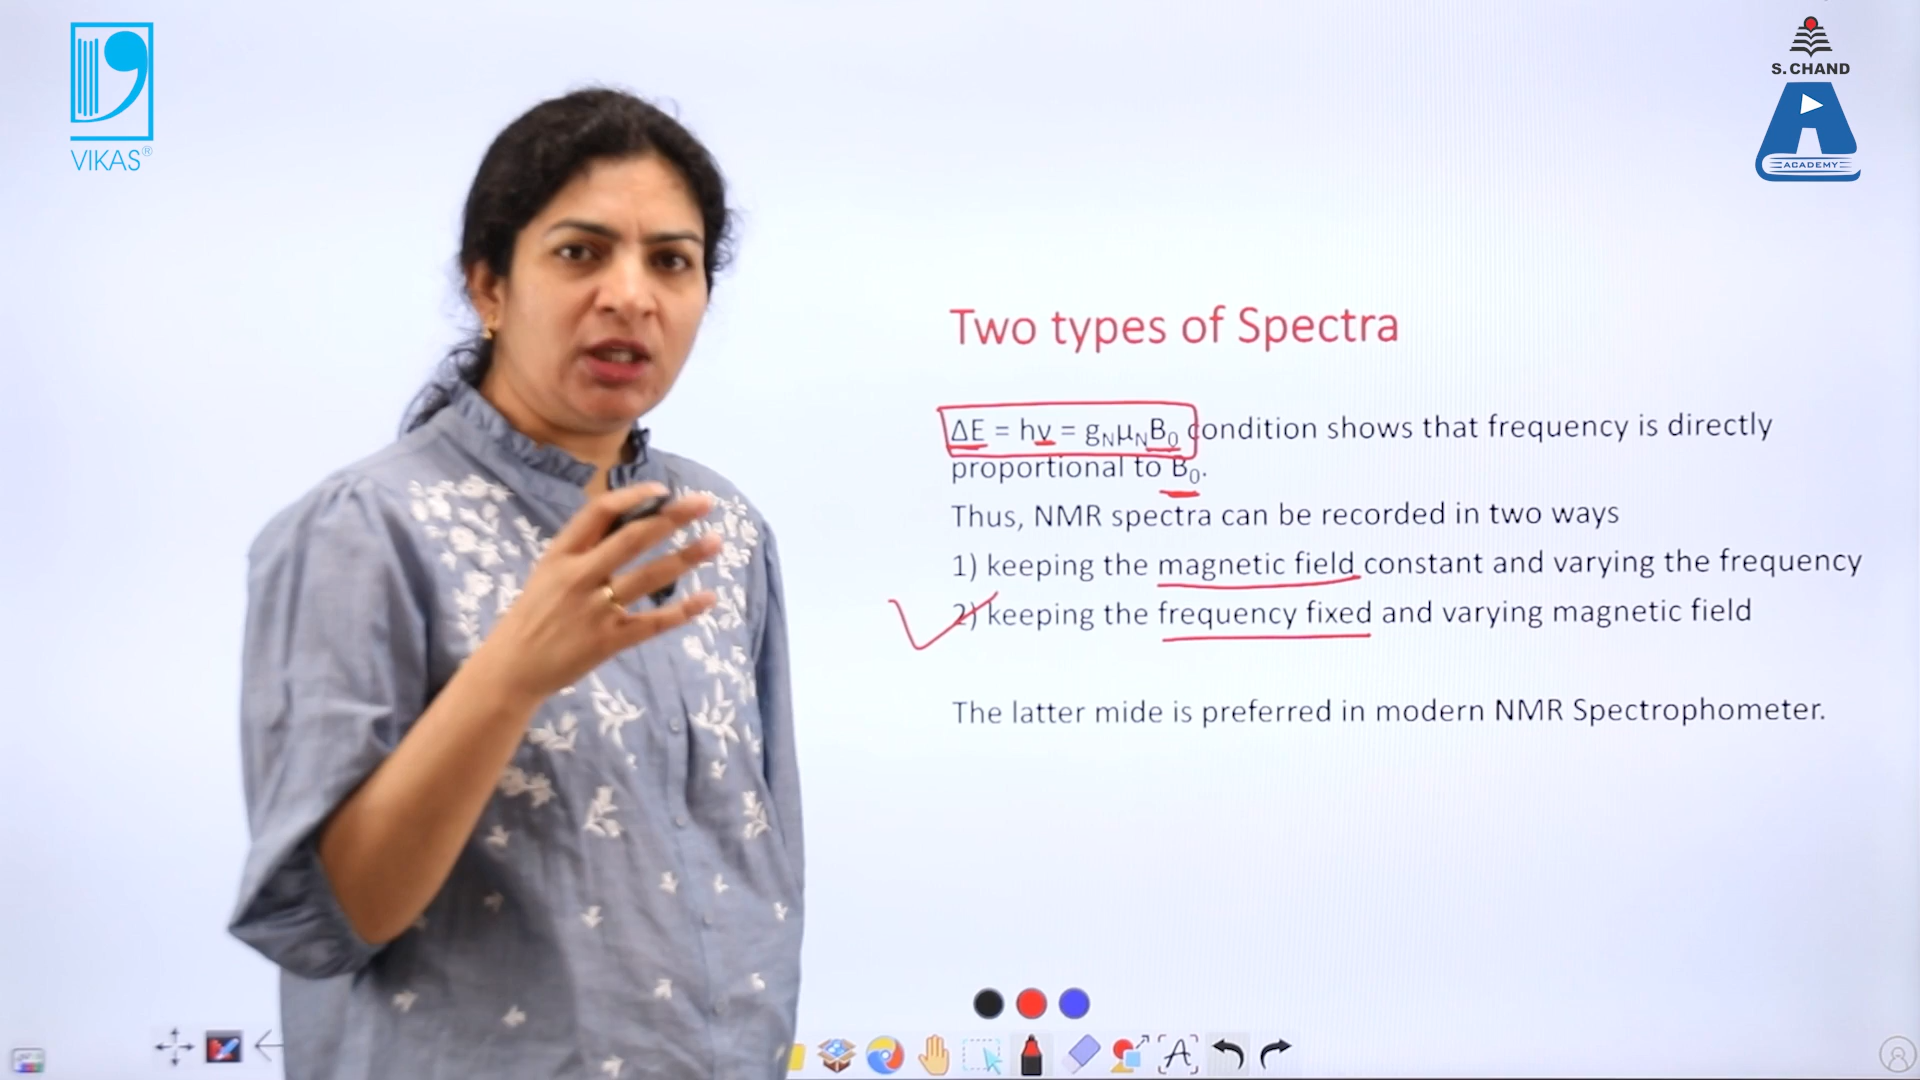 VIKAS®
S. CHAND
ACADEMY
Two types of Spectra
ΔE = hν = gNμNB0 condition shows that frequency is directly
proportional to B0.
Thus, NMR spectra can be recorded in two ways
1) keeping the magnetic field constant and varying the frequency
2) keeping the frequency fixed and varying magnetic field
The latter mide is preferred in modern NMR Spectrophometer.